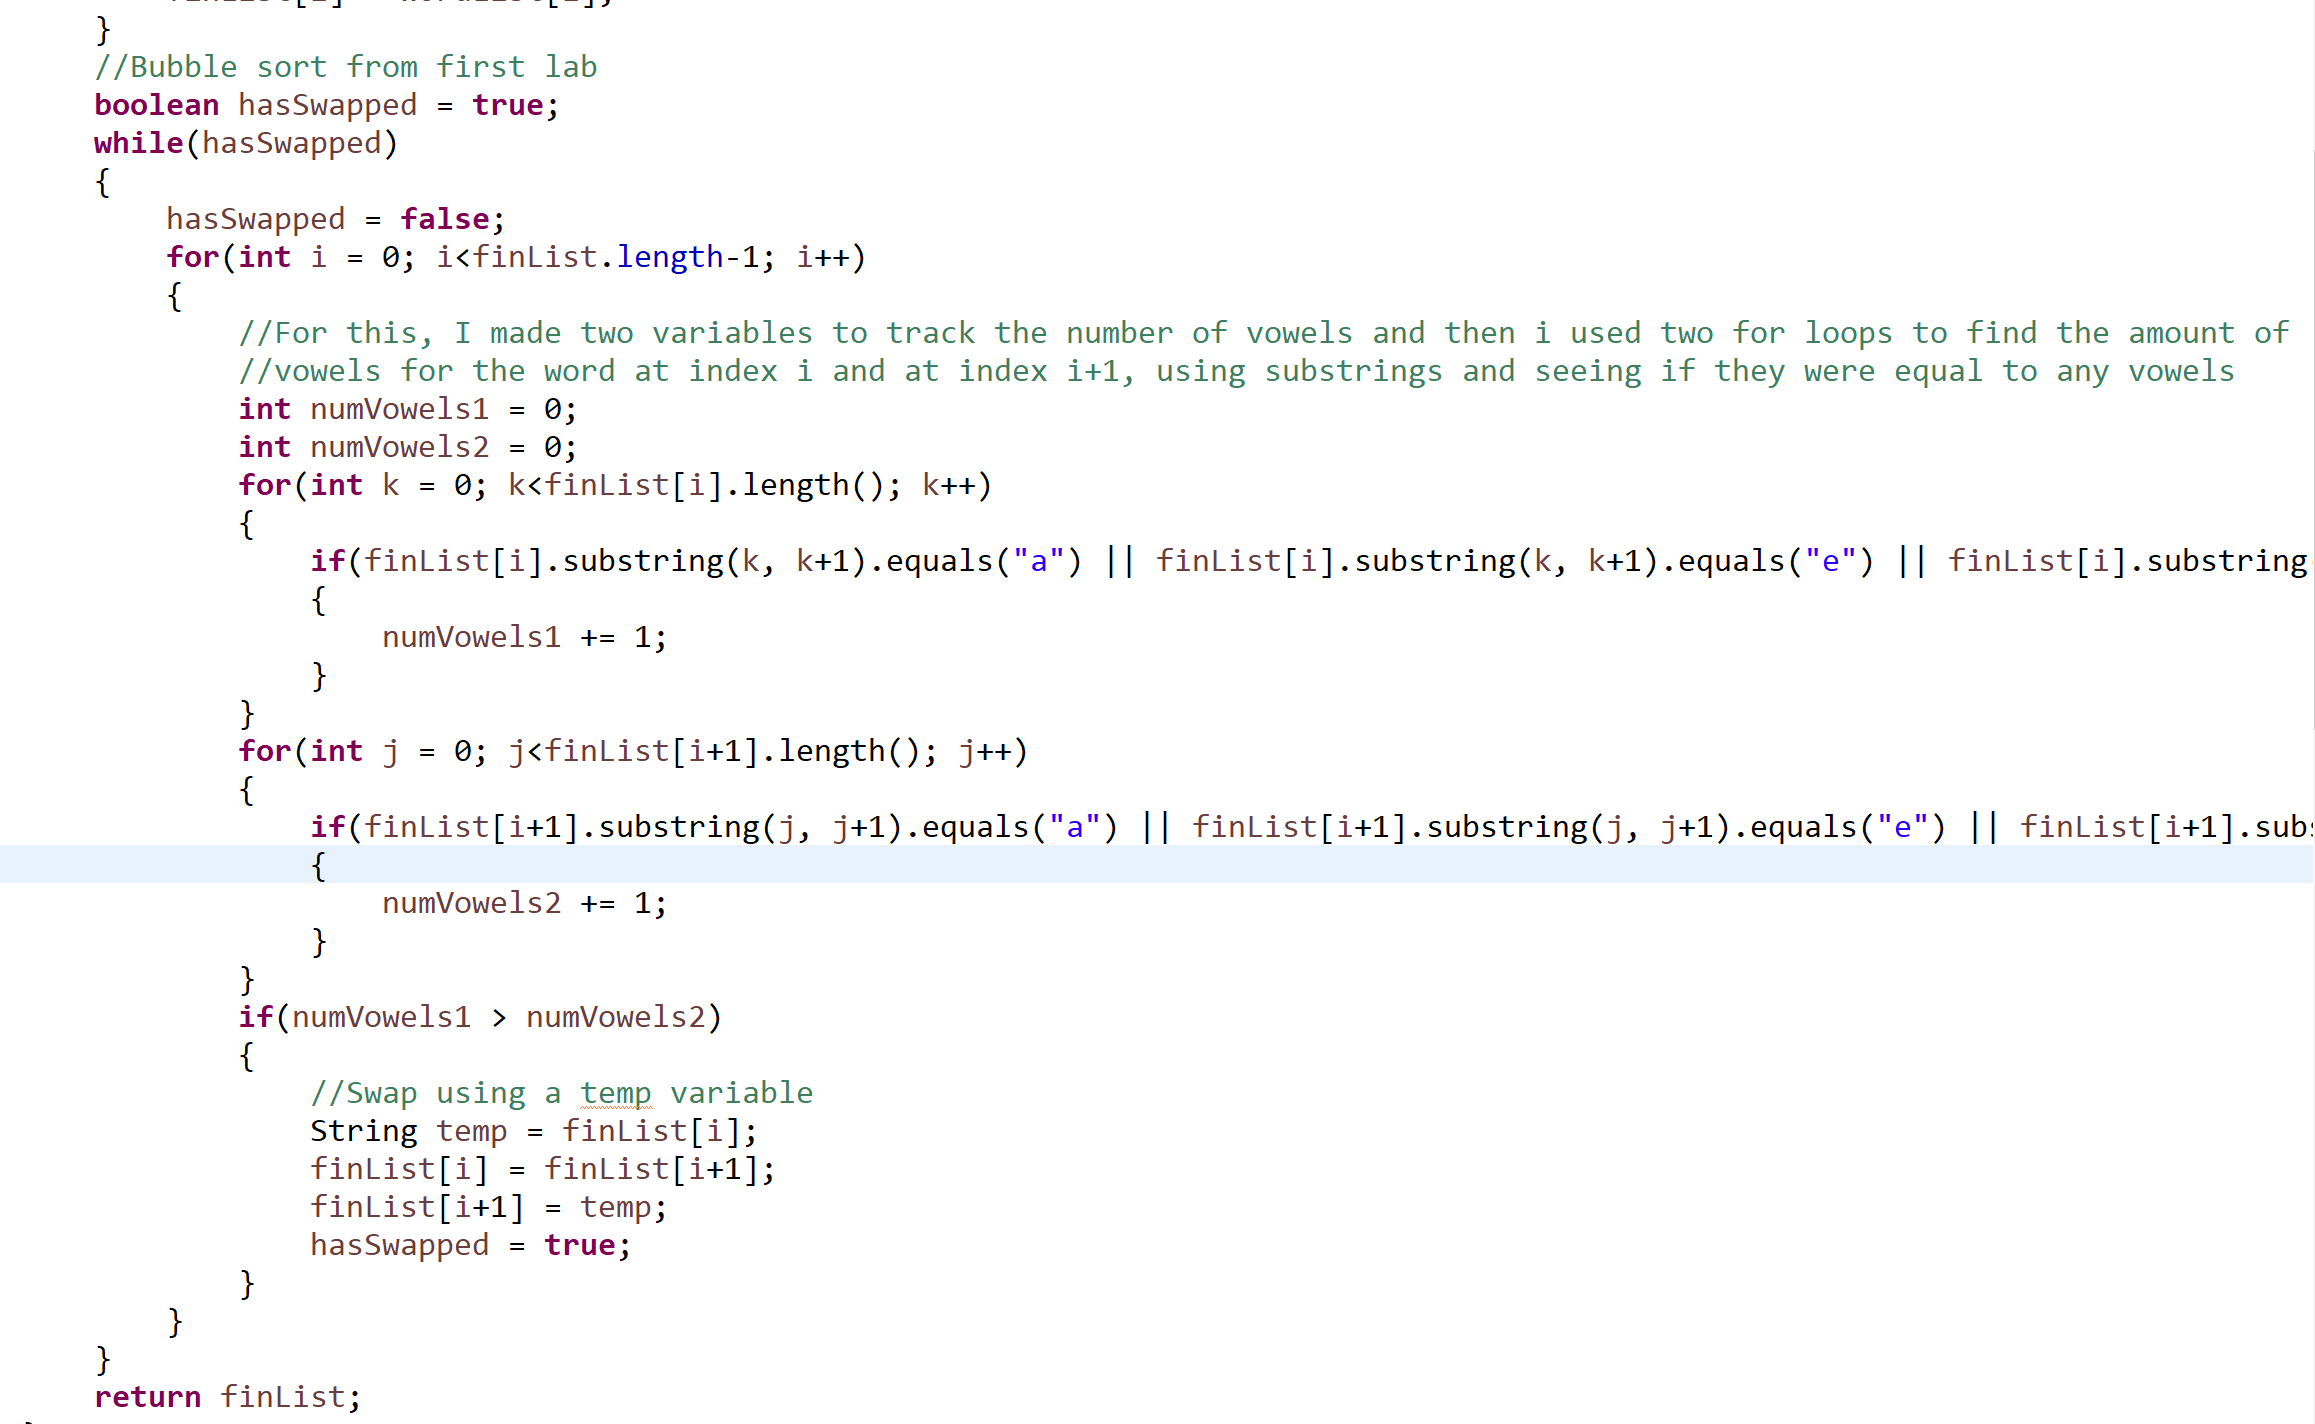 finList[i] = wordList[i];
}
//Bubble sort from first lab
boolean hasSwapped = true;
while(hasSwapped)
{
hasSwapped = false;
for(int i = 0; i<finList.length-1; i++)
{
//For this, I made two variables to track the number of vowels and then i used two for loops to find the amount of
//vowels for the word at index i and at index i+1, using substrings and seeing if they were equal to any vowels
int numVowels1 = 0;
int numVowels2 = 0;
for(int k = 0; k<finList[i].length(); k++)
{
if(finList[i].substring(k, k+1).equals("a") || finList[i].substring(k, k+1).equals("e") || finList[i].substring
{
numVowels1 += 1;
}
}
for(int j = 0; j<finList[i+1].length(); j++)
{
if(finList[i+1].substring(j, j+1).equals("a") || finList[i+1].substring(j, j+1).equals("e") || finList[i+1].sub
{
numVowels2 += 1;
}
}
if(numVowels1 > numVowels2)
{
//Swap using a temp variable
String temp = finList[i];
finList[i] = finList[i+1];
finList[i+1] = temp;
hasSwapped = true;
}
}
}
return finList;